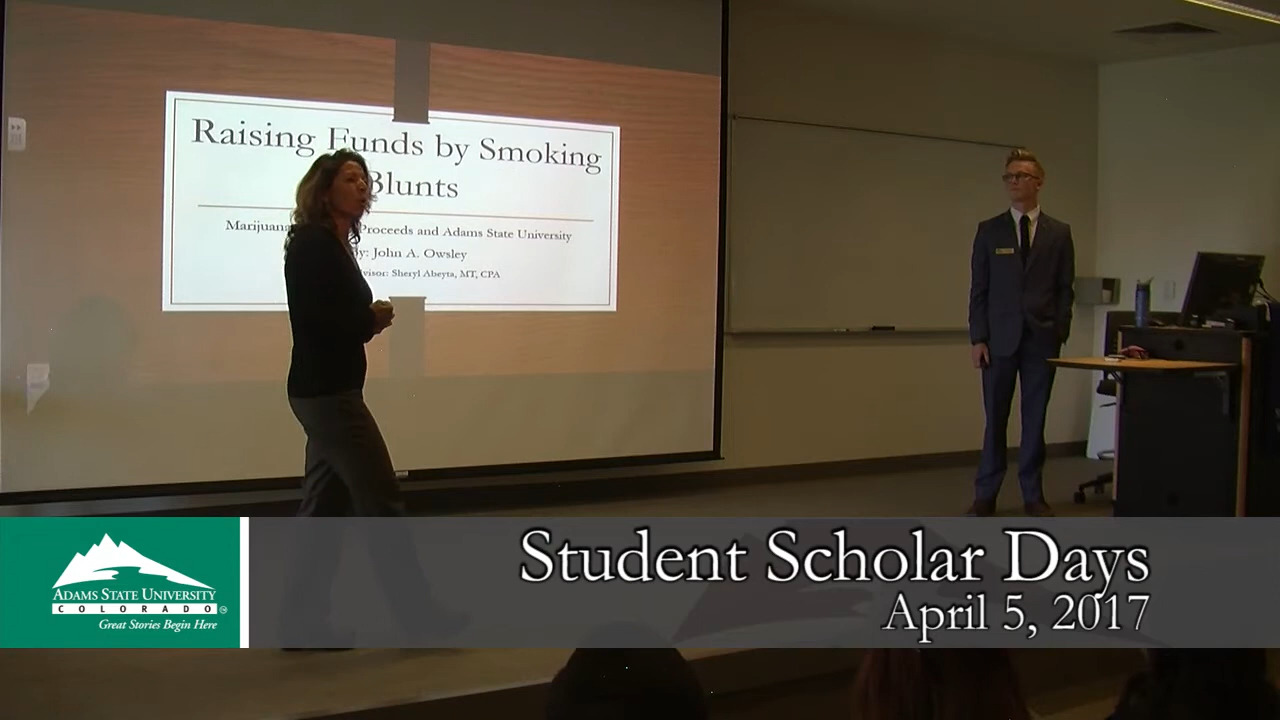 Raising Funds by Smoking
Blunts
Marijuana Proceeds and Adams State University
By: John A. Owsley
Sheryl Abeyta, MT, CPA
Student Scholar Days
April 5, 2017
ADAMS STATE UNIVERSITY
COLORADO
Great Stories Begin Here